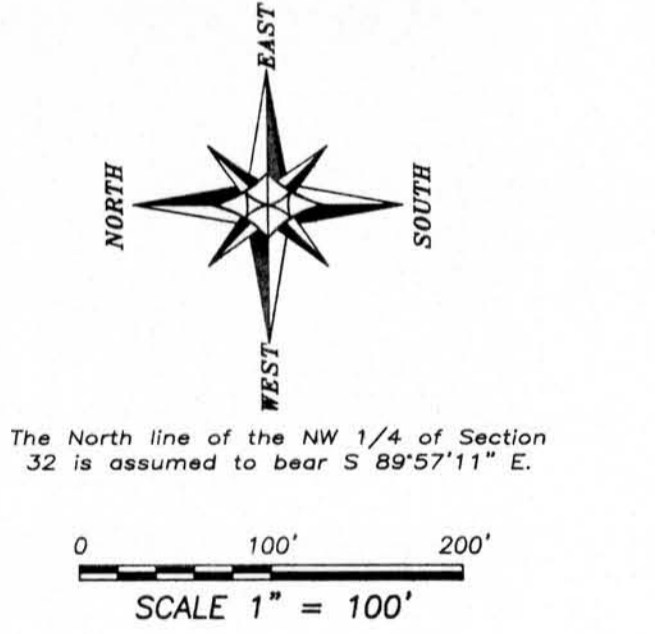 EAST
NORTH
SOUTH
WEST
The North line of the NW 1/4 of Section
32 is assumed to bear S 89°57'11" E.
0 100' 200'
SCALE 1" = 100'